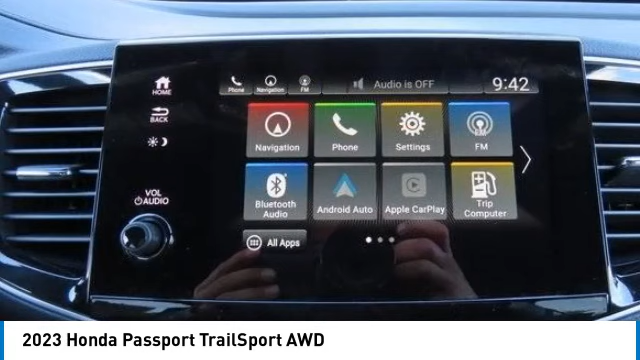 HOME
BACK
VOL
AUDIO
Phone Navigation FM
Audio is OFF
9:42
Navigation
Phone
Settings
FM
Bluetooth
Audio
Android Auto
Apple CarPlay
Trip
Computer
All Apps
2023 Honda Passport TrailSport AWD